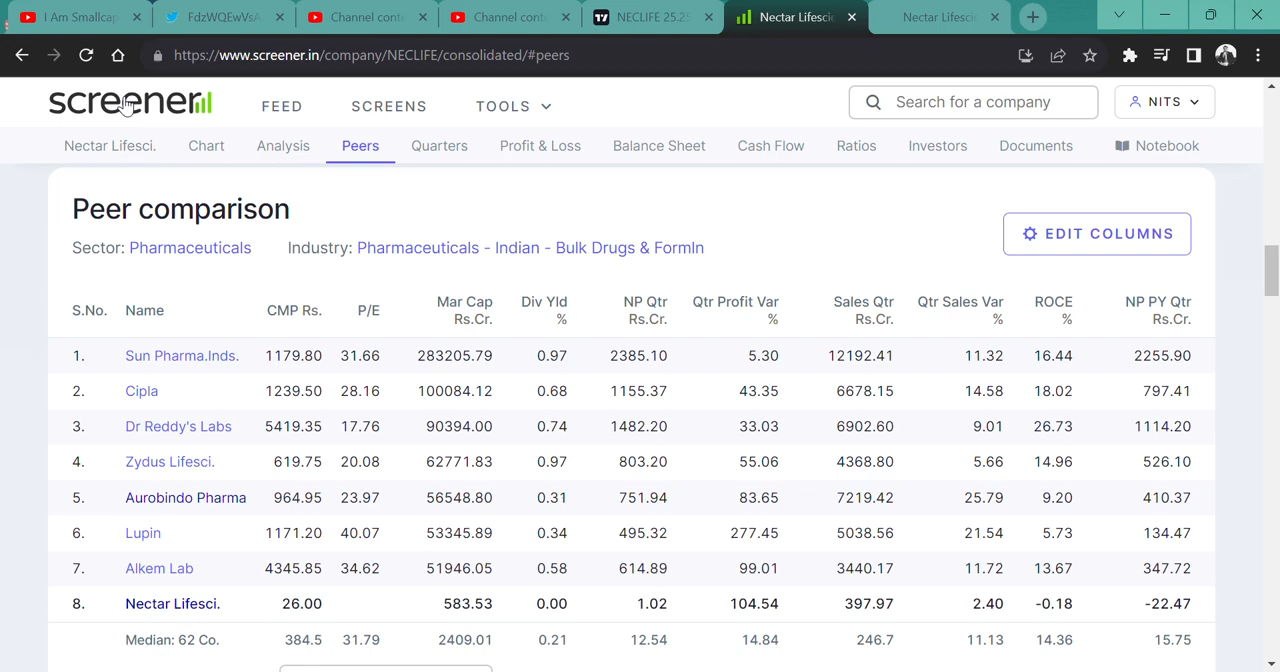 I Am Smallcap
FdzWQEwVsA
Channel cont
Channel cont
NECLIFE 25.25
Nectar Lifesci
Nectar Lifesci
https://www.screener.in/company/NECLIFE/consolidated/#peers
screener
FEED
SCREENS
TOOLS
Search for a company
NITS
Nectar Lifesci. Chart Analysis Peers Quarters Profit & Loss Balance Sheet Cash Flow Ratios Investors Documents Notebook
Peer comparison
Sector: Pharmaceuticals Industry: Pharmaceuticals - Indian - Bulk Drugs & Formln
EDIT COLUMNS
S.No. Name CMP Rs. P/E Mar Cap Rs.Cr. Div Yld % NP Qtr Rs.Cr. Qtr Profit Var % Sales Qtr Rs.Cr. Qtr Sales Var % ROCE % NP PY Qtr Rs.Cr.
1. Sun Pharma.Inds. 1179.80 31.66 283205.79 0.97 2385.10 5.30 12192.41 11.32 16.44 2255.90
2. Cipla 1239.50 28.16 100084.12 0.68 1155.37 43.35 6678.15 14.58 18.02 797.41
3. Dr Reddy's Labs 5419.35 17.76 90394.00 0.74 1482.20 33.03 6902.60 9.01 26.73 1114.20
4. Zydus Lifesci. 619.75 20.08 62771.83 0.97 803.20 55.06 4368.80 5.66 14.96 526.10
5. Aurobindo Pharma 964.95 23.97 56548.80 0.31 751.94 83.65 7219.42 25.79 9.20 410.37
6. Lupin 1171.20 40.07 53345.89 0.34 495.32 277.45 5038.56 21.54 5.73 134.47
7. Alkem Lab 4345.85 34.62 51946.05 0.58 614.89 99.01 3440.17 11.72 13.67 347.72
8. Nectar Lifesci. 26.00 583.53 0.00 1.02 104.54 397.97 2.40 -0.18 -22.47
Median: 62 Co. 384.5 31.79 2409.01 0.21 12.54 14.84 246.7 11.13 14.36 15.75